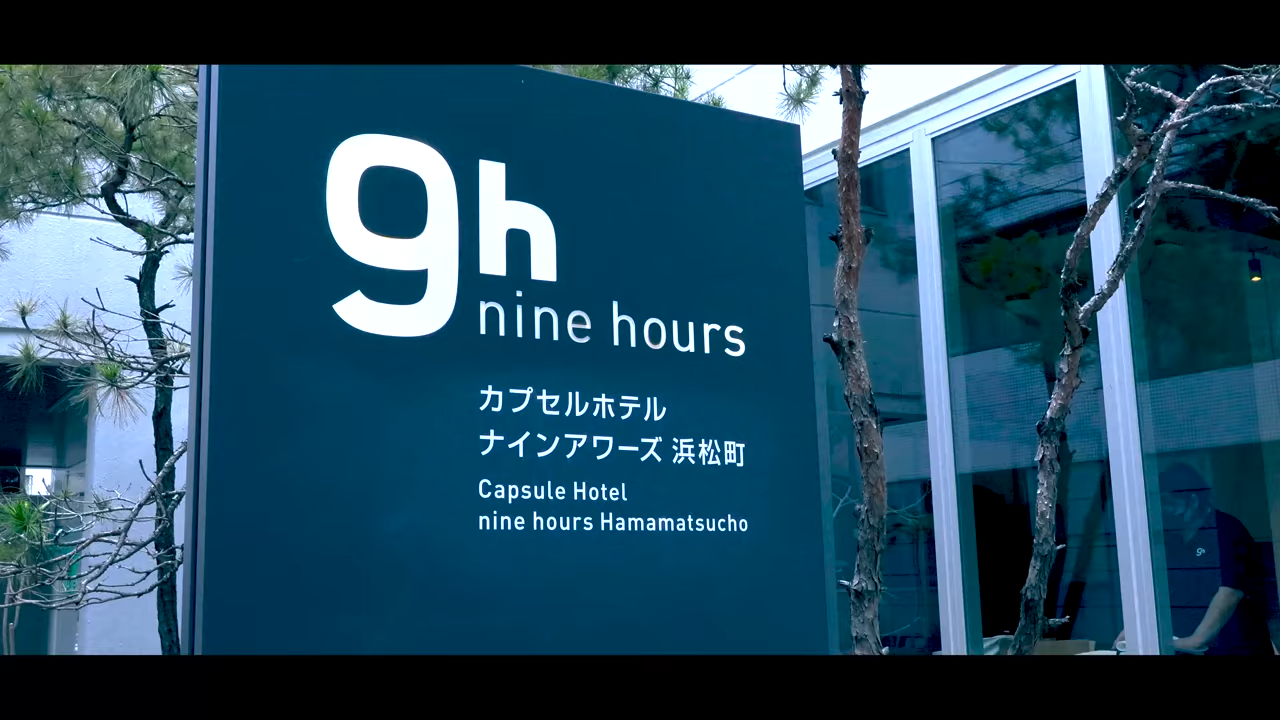 9h
nine hours
カプセルホテル
ナインアワーズ 浜松町
Capsule Hotel
nine hours Hamamatsucho
9h